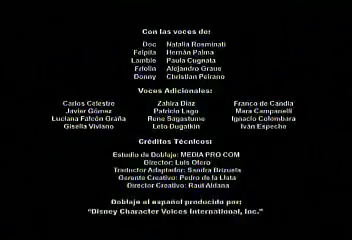 Con las voces de:
Doc Natalia Rosminati
Felpita Hernán Palma
Lambie Paula Cugnata
Friolín Alejandro Graue
Donny Christian Peirano
Voces Adicionales:
Carlos Celestre Zahira Díaz Franco de Candia
Javier Gómez Patricio Lago Mara Campanelli
Luciana Falcón Graña Rene Sagastume Ignacio Colombara
Gisella Viviano Leto Dugatkin Iván Espeche
Créditos Técnicos:
Estudio de Doblaje: MEDIA PRO COM
Director: Luis Otero
Traductor Adaptador: Sandra Brizuela
Gerente Creativo: Pedro de la Llata
Director Creativo: Raúl Aldana
Doblaje al español producido por:
"Disney Character Voices International, Inc."